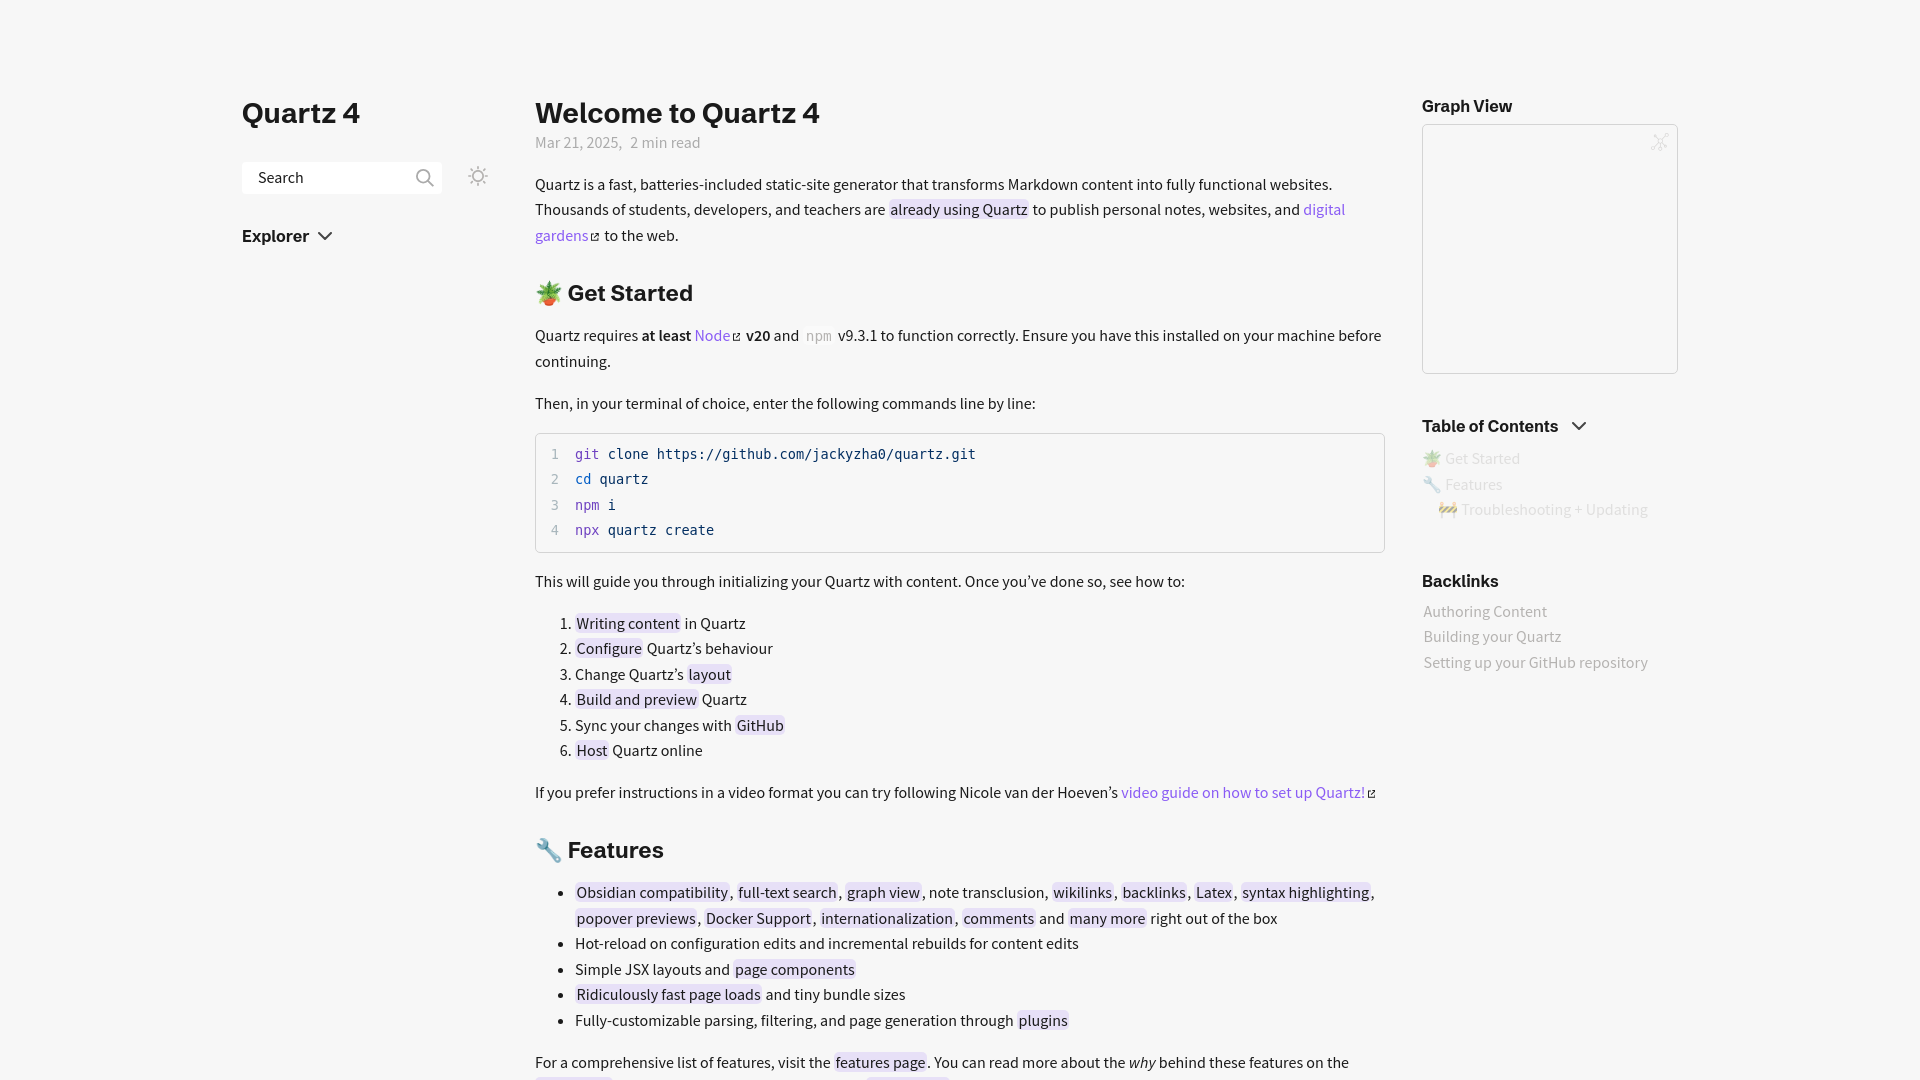 Quartz 4
Search
Explorer
Welcome to Quartz 4
Mar 21, 2025, 2 min read
Quartz is a fast, batteries-included static-site generator that transforms Markdown content into fully functional websites.
Thousands of students, developers, and teachers are already using Quartz to publish personal notes, websites, and digital
gardens to the web.
🪴 Get Started
Quartz requires at least Node v20 and npm v9.3.1 to function correctly. Ensure you have this installed on your machine before
continuing.
Then, in your terminal of choice, enter the following commands line by line:
1 git clone https://github.com/jackyzha0/quartz.git
2 cd quartz
3 npm i
4 npx quartz create
This will guide you through initializing your Quartz with content. Once you’ve done so, see how to:
1. Writing content in Quartz
2. Configure Quartz’s behaviour
3. Change Quartz’s layout
4. Build and preview Quartz
5. Sync your changes with GitHub
6. Host Quartz online
If you prefer instructions in a video format you can try following Nicole van der Hoeven’s video guide on how to set up Quartz!
🔧 Features
• Obsidian compatibility, full-text search, graph view, note transclusion, wikilinks, backlinks, Latex, syntax highlighting,
popover previews, Docker Support, internationalization, comments and many more right out of the box
• Hot-reload on configuration edits and incremental rebuilds for content edits
• Simple JSX layouts and page components
• Ridiculously fast page loads and tiny bundle sizes
• Fully-customizable parsing, filtering, and page generation through plugins
For a comprehensive list of features, visit the features page. You can read more about the why behind these features on the
Graph View
Table of Contents
🪴 Get Started
🔧 Features
🚧 Troubleshooting + Updating
Backlinks
Authoring Content
Building your Quartz
Setting up your GitHub repository